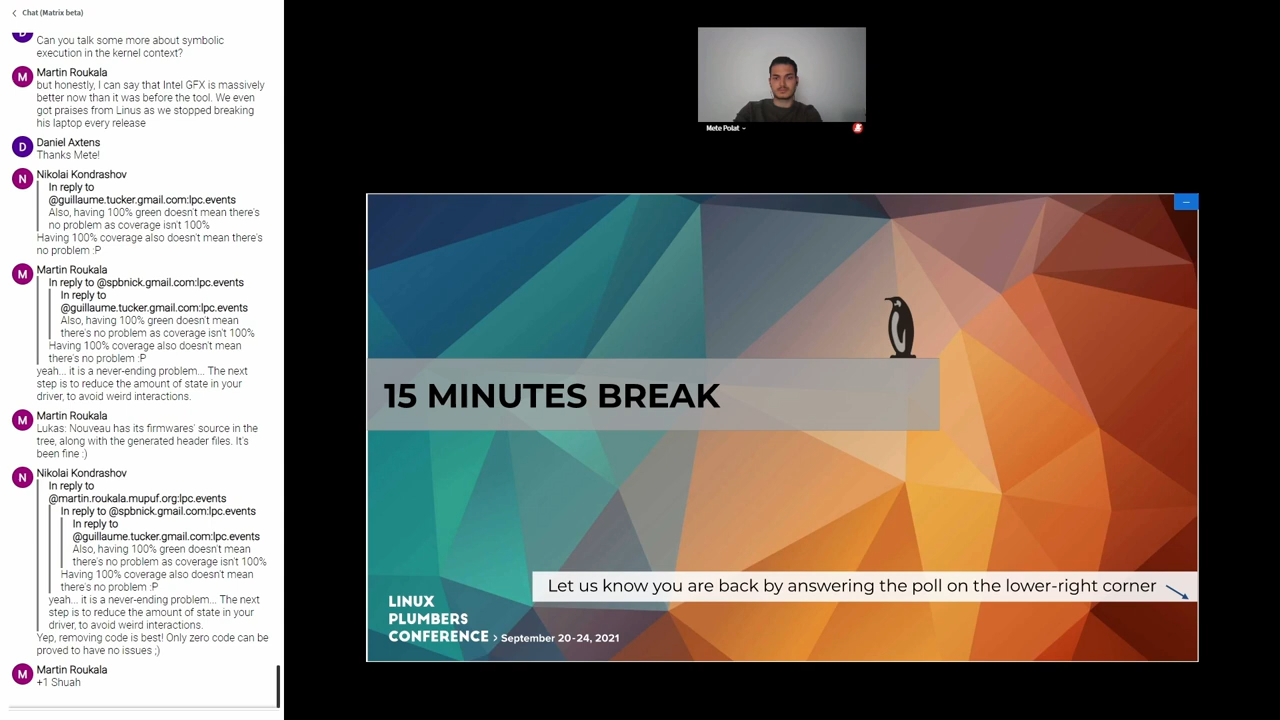 Chat (Matrix beta)
D
Can you talk some more about symbolic
execution in the kernel context?
M
Martin Roukala
but honestly, I can say that Intel GFX is massively
better now than it was before the tool. We even
got praises from Linus as we stopped breaking
his laptop every release
D
Daniel Axtens
Thanks Mete!
N
Nikolai Kondrashov
In reply to
@guillaume.tucker.gmail.com:lpc.events
Also, having 100% green doesn't mean there's
no problem as coverage isn't 100%
Having 100% coverage also doesn't mean there's
no problem :P
M
Martin Roukala
In reply to @spbnick.gmail.com:lpc.events
In reply to
@guillaume.tucker.gmail.com:lpc.events
Also, having 100% green doesn't mean
there's no problem as coverage isn't 100%
Having 100% coverage also doesn't mean
there's no problem :P
yeah... it is a never-ending problem... The next
step is to reduce the amount of state in your
driver, to avoid weird interactions.
M
Martin Roukala
Lukas: Nouveau has its firmwares' source in the
tree, along with the generated header files. It's
been fine :)
N
Nikolai Kondrashov
In reply to
@martin.roukala.mupuf.org:lpc.events
In reply to @spbnick.gmail.com:lpc.events
In reply to
@guillaume.tucker.gmail.com:lpc.events
Also, having 100% green doesn't mean
there's no problem as coverage isn't 100%
Having 100% coverage also doesn't mean
there's no problem :P
yeah... it is a never-ending problem... The next
step is to reduce the amount of state in your
driver, to avoid weird interactions.
Yep, removing code is best! Only zero code can be
proved to have no issues ;)
M
Martin Roukala
+1 Shuah
Mete Polat
15 MINUTES BREAK
Let us know you are back by answering the poll on the lower-right corner
LINUX
PLUMBERS
CONFERENCE > September 20-24, 2021